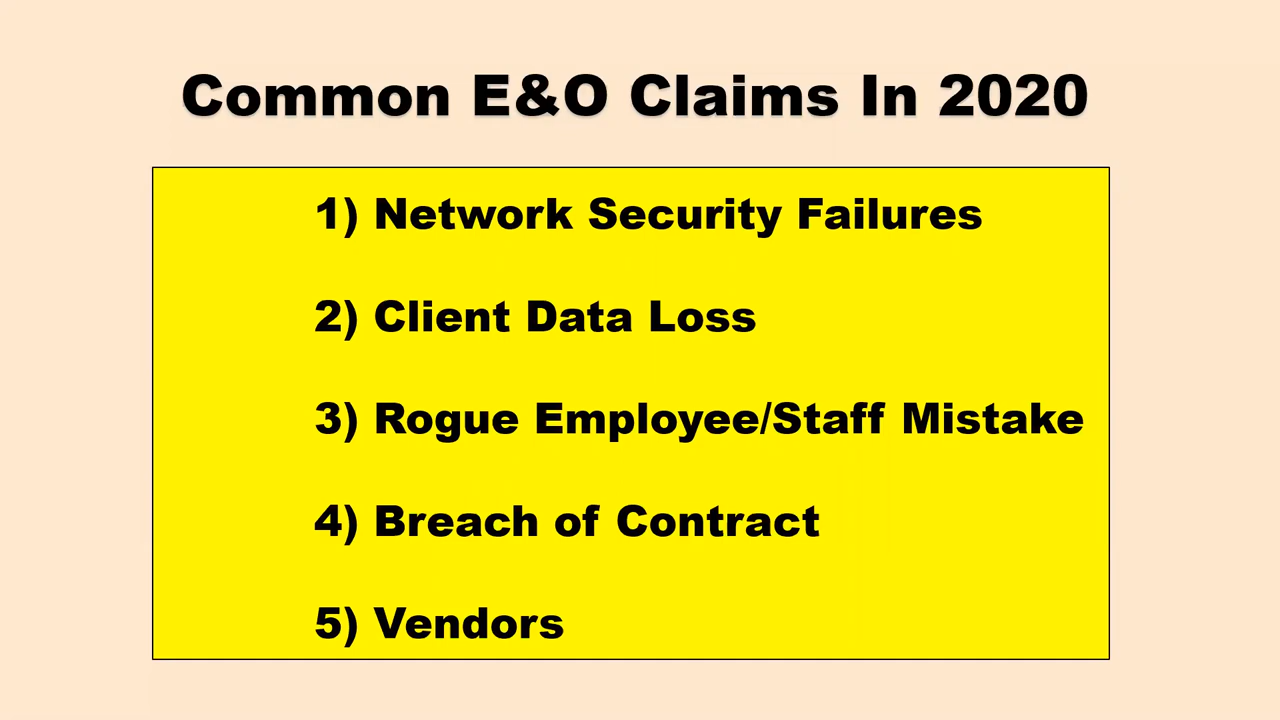 Common E&O Claims In 2020
1) Network Security Failures
2) Client Data Loss
3) Rogue Employee/Staff Mistake
4) Breach of Contract
5) Vendors